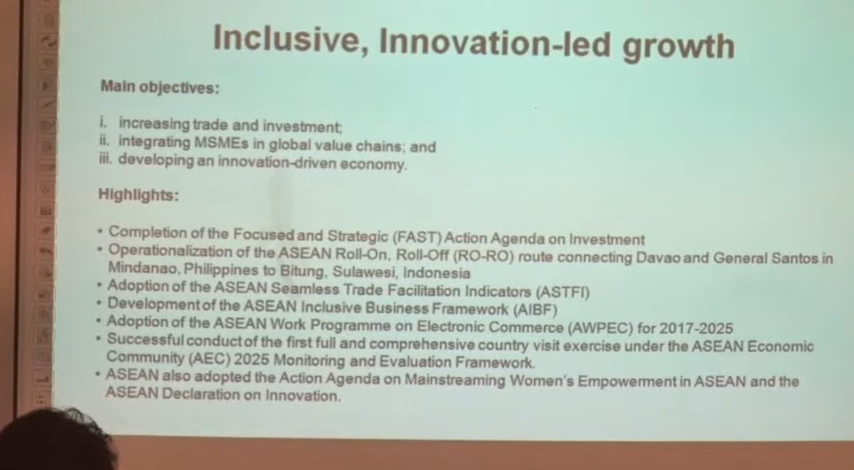 Inclusive, Innovation-led growth
Main objectives:
i. increasing trade and investment;
ii. integrating MSMEs in global value chains; and
iii. developing an innovation-driven economy.
Highlights:
• Completion of the Focused and Strategic (FAST) Action Agenda on Investment
• Operationalization of the ASEAN Roll-On, Roll-Off (RO-RO) route connecting Davao and General Santos in
Mindanao, Philippines to Bitung, Sulawesi, Indonesia
• Adoption of the ASEAN Seamless Trade Facilitation Indicators (ASTFI)
• Development of the ASEAN Inclusive Business Framework (AIBF)
• Adoption of the ASEAN Work Programme on Electronic Commerce (AWPEC) for 2017-2025
• Successful conduct of the first full and comprehensive country visit exercise under the ASEAN Economic
Community (AEC) 2025 Monitoring and Evaluation Framework.
• ASEAN also adopted the Action Agenda on Mainstreaming Women's Empowerment in ASEAN and the
ASEAN Declaration on Innovation.